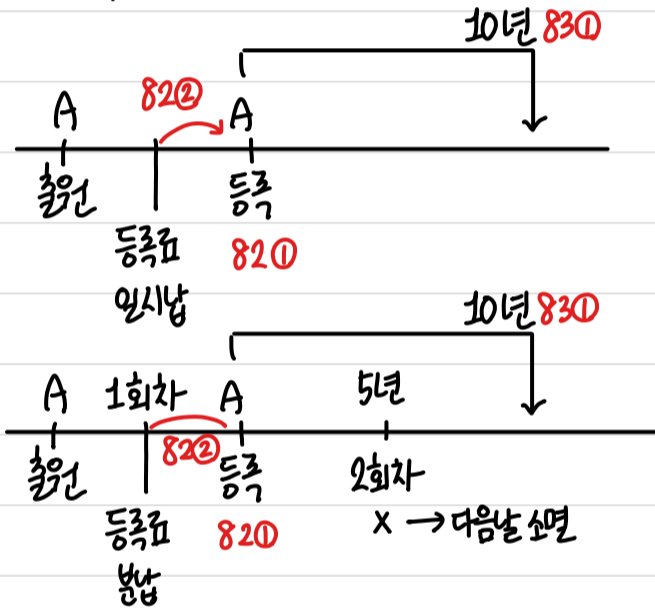 10년 83①
82②
A
A
출원
등록
등록료
82①
일시납
10년 83①
A
1회차
A
5년
82②
출원
등록
2회차
등록료
82①
X → 다음날 소멸
분납